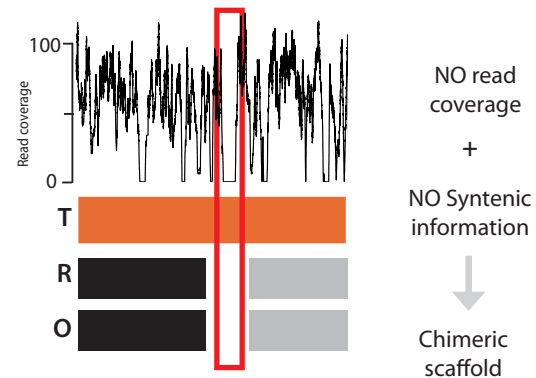 100
Read coverage
0
T
R
O
NO read
coverage
+
NO Syntenic
information
Chimeric
scaffold